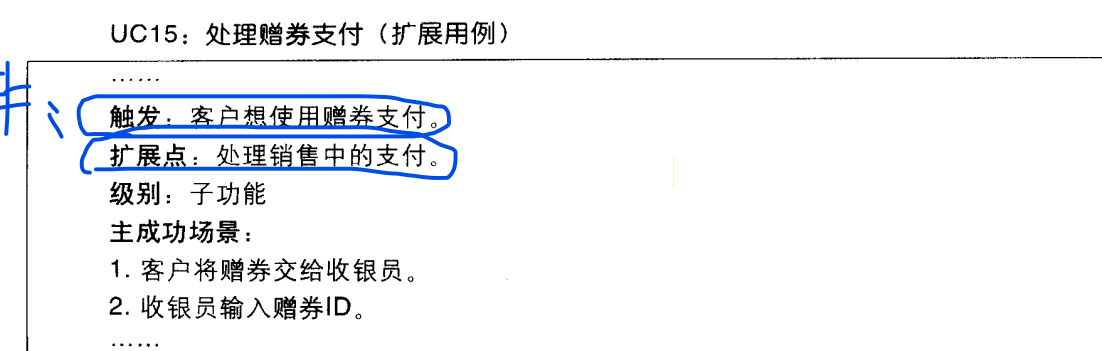 UC15：处理赠券支付（扩展用例）
……
触发：客户想使用赠券支付。
扩展点：处理销售中的支付。
级别：子功能
主成功场景：
1. 客户将赠券交给收银员。
2. 收银员输入赠券ID。
……